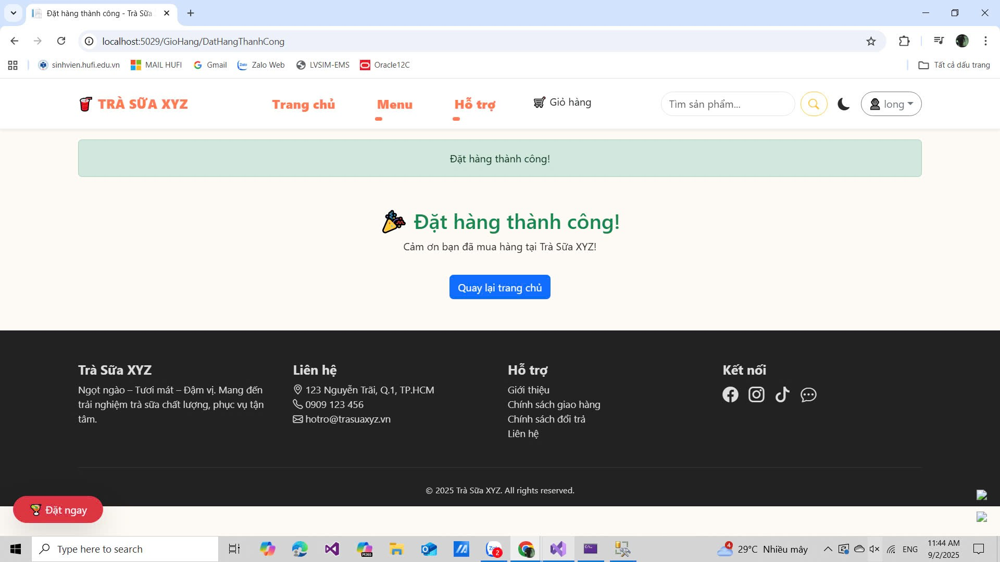 Đặt hàng thành công - Trà Sữa
localhost:5029/GioHang/DatHangThanhCong
sinhvien.hufi.edu.vn
MAIL HUFI
Gmail
Zalo Web
LVSIM-EMS
Oracle12C
Tất cả dấu trang
TRÀ SỮA XYZ
Trang chủ
Menu
Hỗ trợ
Giỏ hàng
Tìm sản phẩm...
long
Đặt hàng thành công!
Đặt hàng thành công!
Cảm ơn bạn đã mua hàng tại Trà Sữa XYZ!
Quay lại trang chủ
Trà Sữa XYZ
Ngọt ngào – Tươi mát – Đậm vị. Mang đến
trải nghiệm trà sữa chất lượng, phục vụ tận
tâm.
Liên hệ
123 Nguyễn Trãi, Q.1, TP.HCM
0909 123 456
hotro@trasuaxyz.vn
Hỗ trợ
Giới thiệu
Chính sách giao hàng
Chính sách đổi trả
Liên hệ
Kết nối
© 2025 Trà Sữa XYZ. All rights reserved.
Đặt ngay
Type here to search
M365
2
4
29°C Nhiều mây
ENG
11:44 AM
9/2/2025